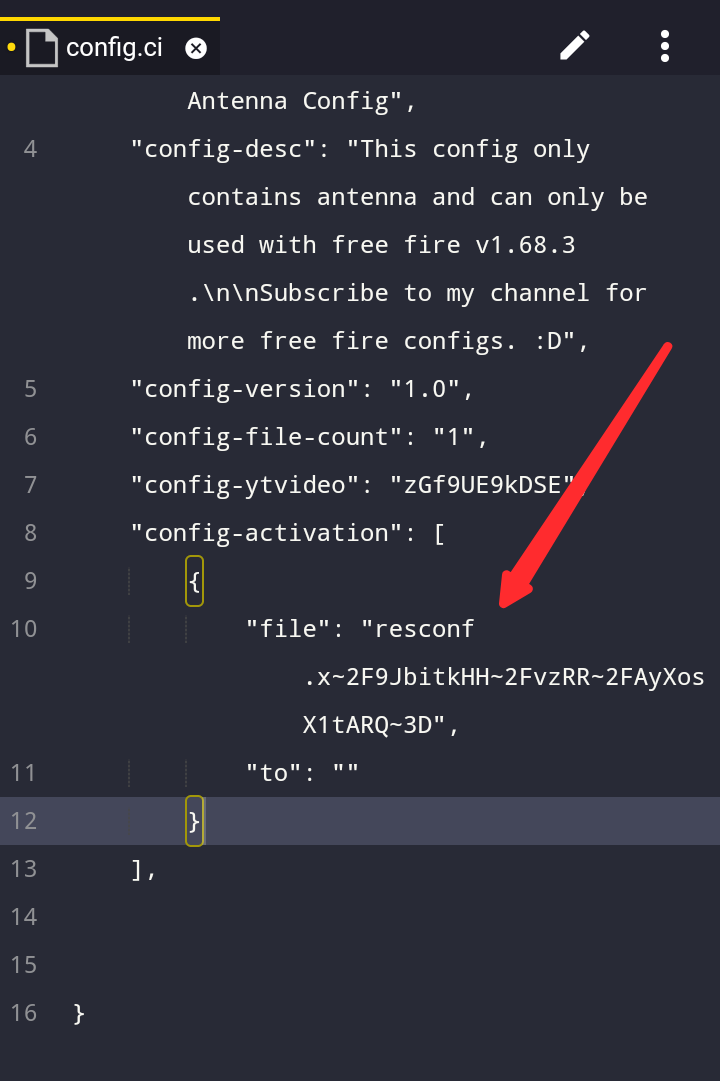 config.ci
Antenna Config",
4 "config-desc": "This config only
contains antenna and can only be
used with free fire v1.68.3
.\n\nSubscribe to my channel for
more free fire configs. :D",
5 "config-version": "1.0",
6 "config-file-count": "1",
7 "config-ytvideo": "zGf9UE9kDSE",
8 "config-activation": [
9 {
10 "file": "resconf
.x~2F9JbitkHH~2FvzRR~2FAyXos
X1tARQ~3D",
11 "to": ""
12 }
13 ],
14
15
16 }